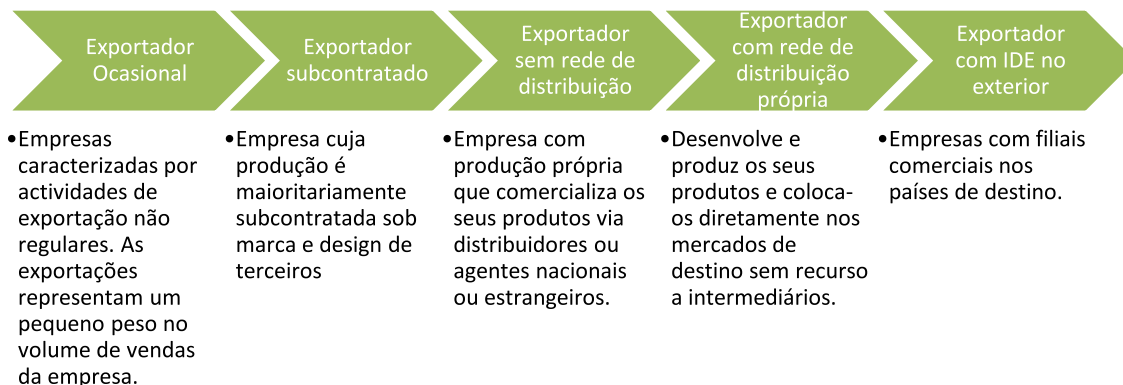 Exportador
Ocasional
•Empresas
caracterizadas por
actividades de
exportação não
regulares. As
exportações
representam um
pequeno peso no
volume de vendas
da empresa.
Exportador
subcontratado
•Empresa cuja
produção é
maioritariamente
subcontratada sob
marca e design de
terceiros
Exportador
sem rede de
distribuição
•Empresa com
produção própria
que comercializa os
seus produtos via
distribuidores ou
agentes nacionais
ou estrangeiros.
Exportador
com rede de
distribuição
própria
•Desenvolve e
produz os seus
produtos e coloca-
os diretamente nos
mercados de
destino sem recurso
a intermediários.
Exportador
com IDE no
exterior
•Empresas com filiais
comerciais nos
países de destino.